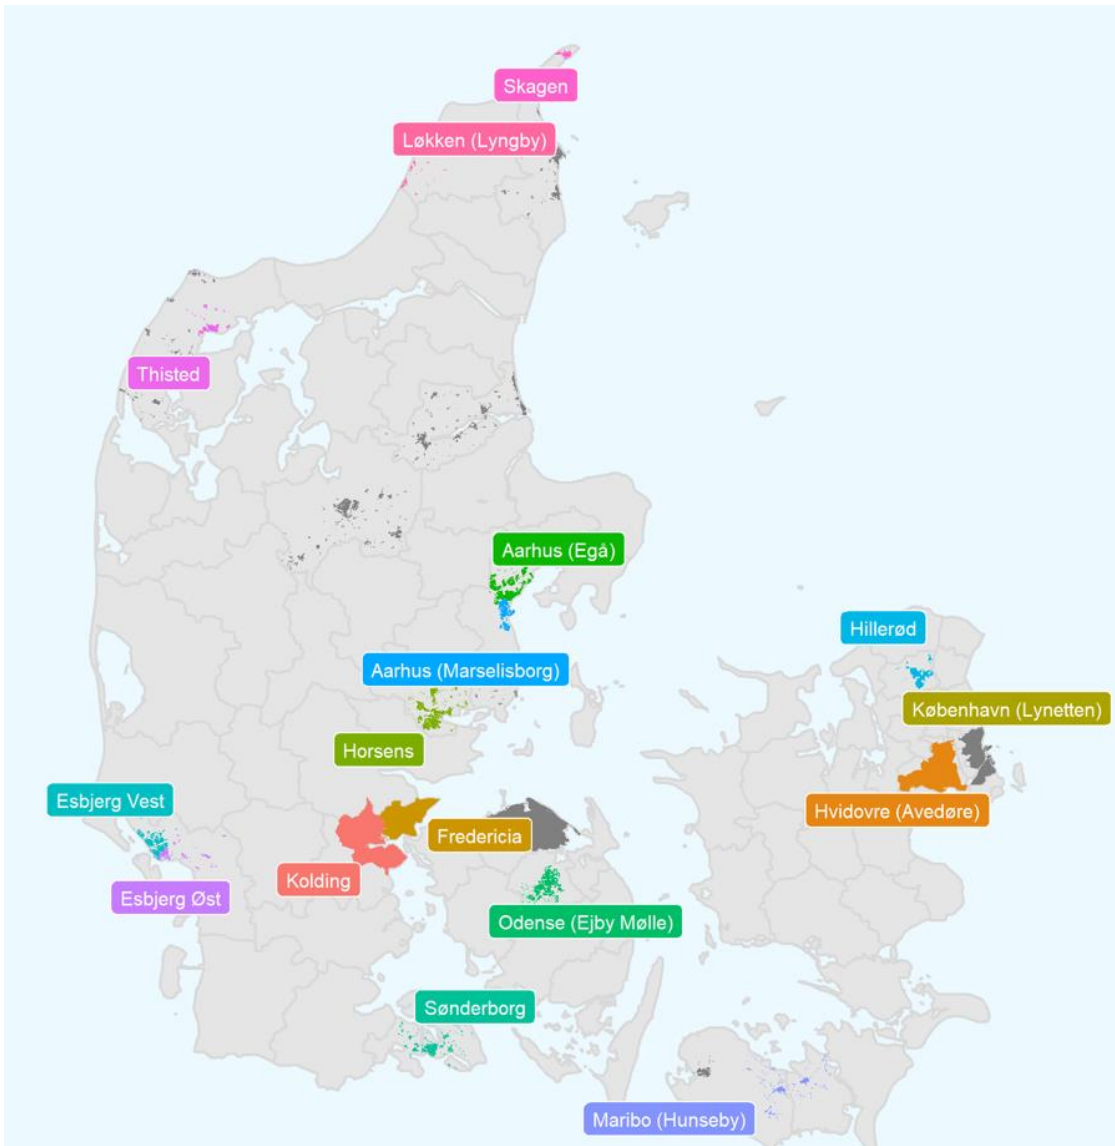 Skagen
Løkken (Lyngby)
Thisted
Aarhus (Egå)
Hillerød
Aarhus (Marselisborg)
København (Lynetten)
Horsens
Esbjerg Vest
Hvidovre (Avedøre)
Fredericia
Kolding
Esbjerg Øst
Odense (Ejby Mølle)
Sønderborg
Maribo (Hunseby)